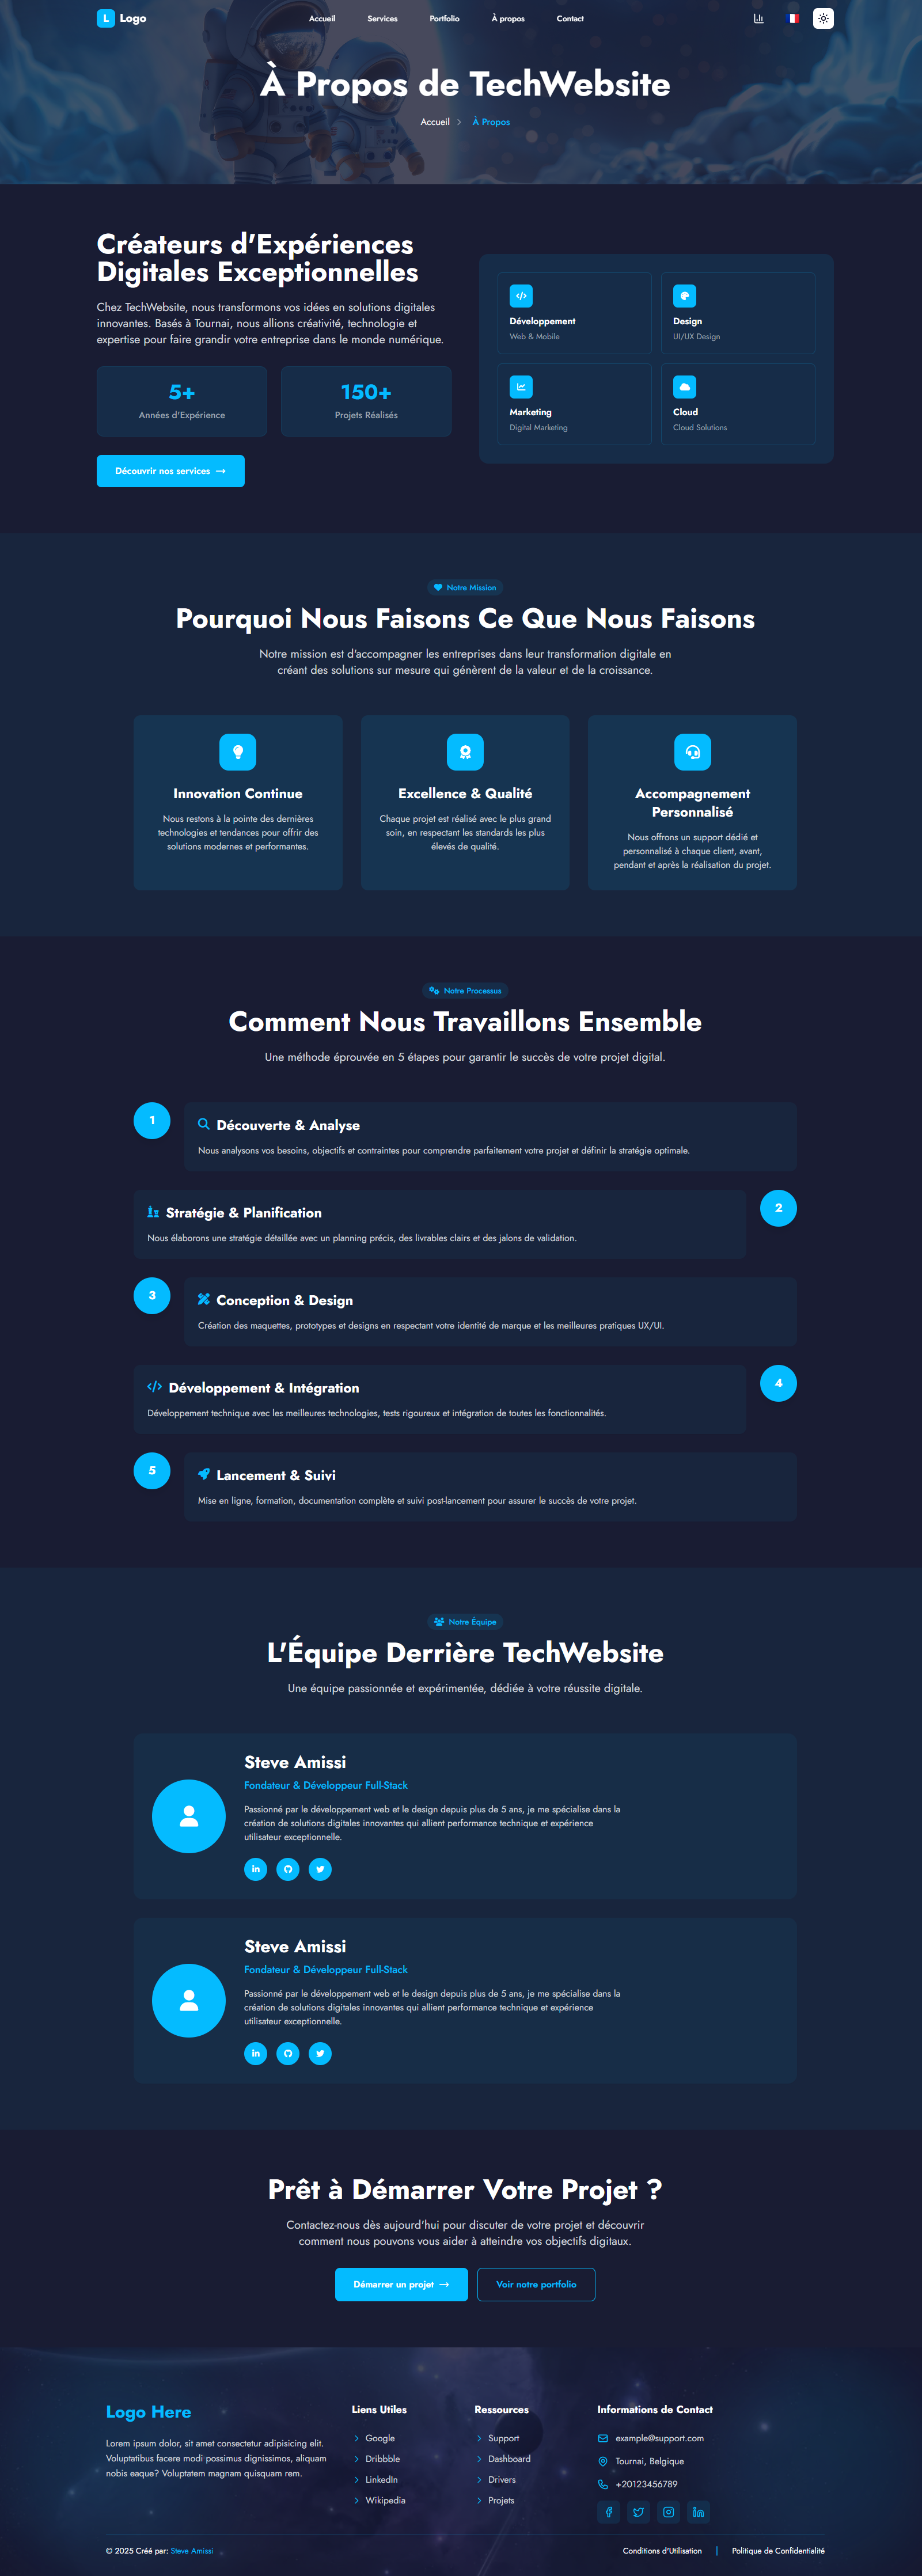 L Logo
Accueil Services Portfolio À propos Contact
À Propos de TechWebsite
Accueil > À Propos
Créateurs d'Expériences
Digitales Exceptionnelles
Chez TechWebsite, nous transformons vos idées en solutions digitales
innovantes. Basés à Tournai, nous allions créativité, technologie et
expertise pour faire grandir votre entreprise dans le monde numérique.
5+
Années d'Expérience
150+
Projets Réalisés
Découvrir nos services →
Développement
Web & Mobile
Design
UI/UX Design
Marketing
Digital Marketing
Cloud
Cloud Solutions
Notre Mission
Pourquoi Nous Faisons Ce Que Nous Faisons
Notre mission est d'accompagner les entreprises dans leur transformation digitale en
créant des solutions sur mesure qui génèrent de la valeur et de la croissance.
Innovation Continue
Nous restons à la pointe des dernières
technologies et tendances pour offrir des
solutions modernes et performantes.
Excellence & Qualité
Chaque projet est réalisé avec le plus grand
soin, en respectant les standards les plus
élevés de qualité.
Accompagnement
Personnalisé
Nous offrons un support dédié et
personnalisé à chaque client, avant,
pendant et après la réalisation du projet.
Notre Processus
Comment Nous Travaillons Ensemble
Une méthode éprouvée en 5 étapes pour garantir le succès de votre projet digital.
1
Découverte & Analyse
Nous analysons vos besoins, objectifs et contraintes pour comprendre parfaitement votre projet et définir la stratégie optimale.
Stratégie & Planification
Nous élaborons une stratégie détaillée avec un planning précis, des livrables clairs et des jalons de validation.
2
3
Conception & Design
Création des maquettes, prototypes et designs en respectant votre identité de marque et les meilleures pratiques UX/UI.
Développement & Intégration
Développement technique avec les meilleures technologies, tests rigoureux et intégration de toutes les fonctionnalités.
4
5
Lancement & Suivi
Mise en ligne, formation, documentation complète et suivi post-lancement pour assurer le succès de votre projet.
Notre Équipe
L'Équipe Derrière TechWebsite
Une équipe passionnée et expérimentée, dédiée à votre réussite digitale.
Steve Amissi
Fondateur & Développeur Full-Stack
Passionné par le développement web et le design depuis plus de 5 ans, je me spécialise dans la
création de solutions digitales innovantes qui allient performance technique et expérience
utilisateur exceptionnelle.
Steve Amissi
Fondateur & Développeur Full-Stack
Passionné par le développement web et le design depuis plus de 5 ans, je me spécialise dans la
création de solutions digitales innovantes qui allient performance technique et expérience
utilisateur exceptionnelle.
Prêt à Démarrer Votre Projet ?
Contactez-nous dès aujourd'hui pour discuter de votre projet et découvrir
comment nous pouvons vous aider à atteindre vos objectifs digitaux.
Démarrer un projet →
Voir notre portfolio
Logo Here
Lorem ipsum dolor, sit amet consectetur adipisicing elit.
Voluptatibus facere modi possimus dignissimos, aliquam
nobis eaque? Voluptatem magnam quisquam rem.
Liens Utiles
Google
Dribbble
LinkedIn
Wikipedia
Ressources
Support
Dashboard
Drivers
Projets
Informations de Contact
example@support.com
Tournai, Belgique
+20123456789
© 2025 Créé par: Steve Amissi
Conditions d'Utilisation | Politique de Confidentialité